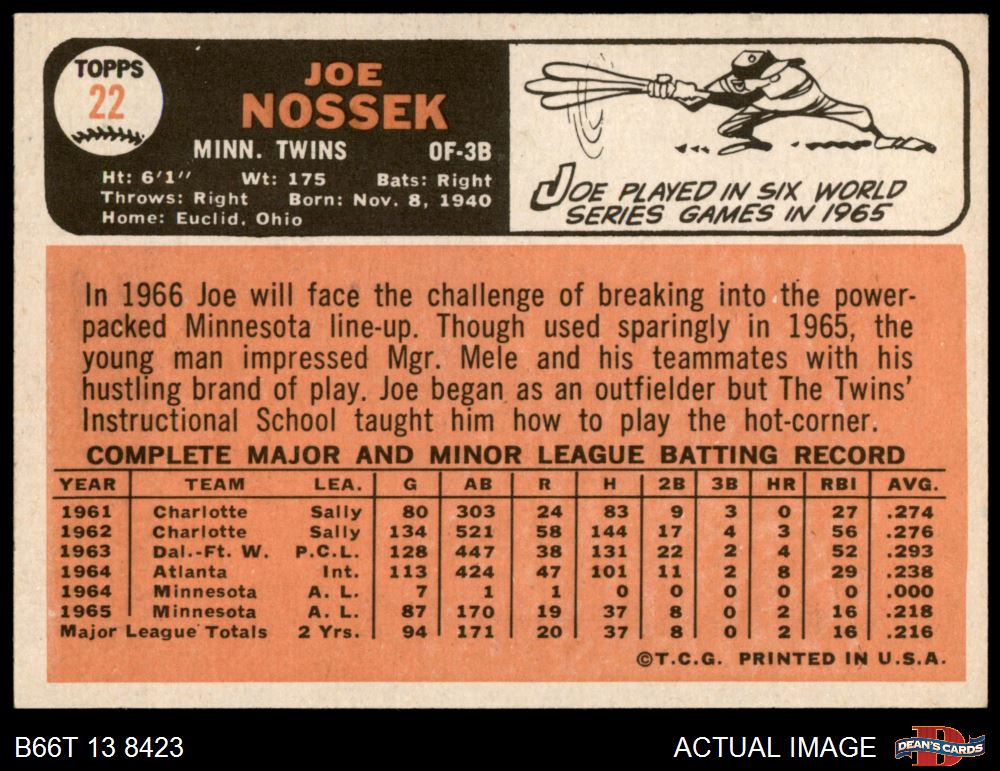 TOPPS
22
JOE
NOSSEK
MINN. TWINS OF-3B
Ht: 6'1" Wt: 175 Bats: Right
Throws: Right Born: Nov. 8, 1940
Home: Euclid, Ohio
JOE PLAYED IN SIX WORLD
SERIES GAMES IN 1965
In 1966 Joe will face the challenge of breaking into the power-
packed Minnesota line-up. Though used sparingly in 1965, the
young man impressed Mgr. Mele and his teammates with his
hustling brand of play. Joe began as an outfielder but The Twins'
Instructional School taught him how to play the hot-corner.
COMPLETE MAJOR AND MINOR LEAGUE BATTING RECORD
YEAR TEAM LEA. G AB R H 2B 3B HR RBI AVG.
1961 Charlotte Sally 80 303 24 83 9 3 0 27 .274
1962 Charlotte Sally 134 521 58 144 17 4 3 56 .276
1963 Dal.-Ft. W. P.C.L. 128 447 38 131 22 2 4 52 .293
1964 Atlanta Int. 113 424 47 101 11 2 8 29 .238
1964 Minnesota A. L. 7 1 1 0 0 0 0 0 .000
1965 Minnesota A. L. 87 170 19 37 8 0 2 16 .218
Major League Totals 2 Yrs. 94 171 20 37 8 0 2 16 .216
©T.C.G. PRINTED IN U.S.A.
B66T 13 8423 ACTUAL IMAGE DEAN'S CARDS